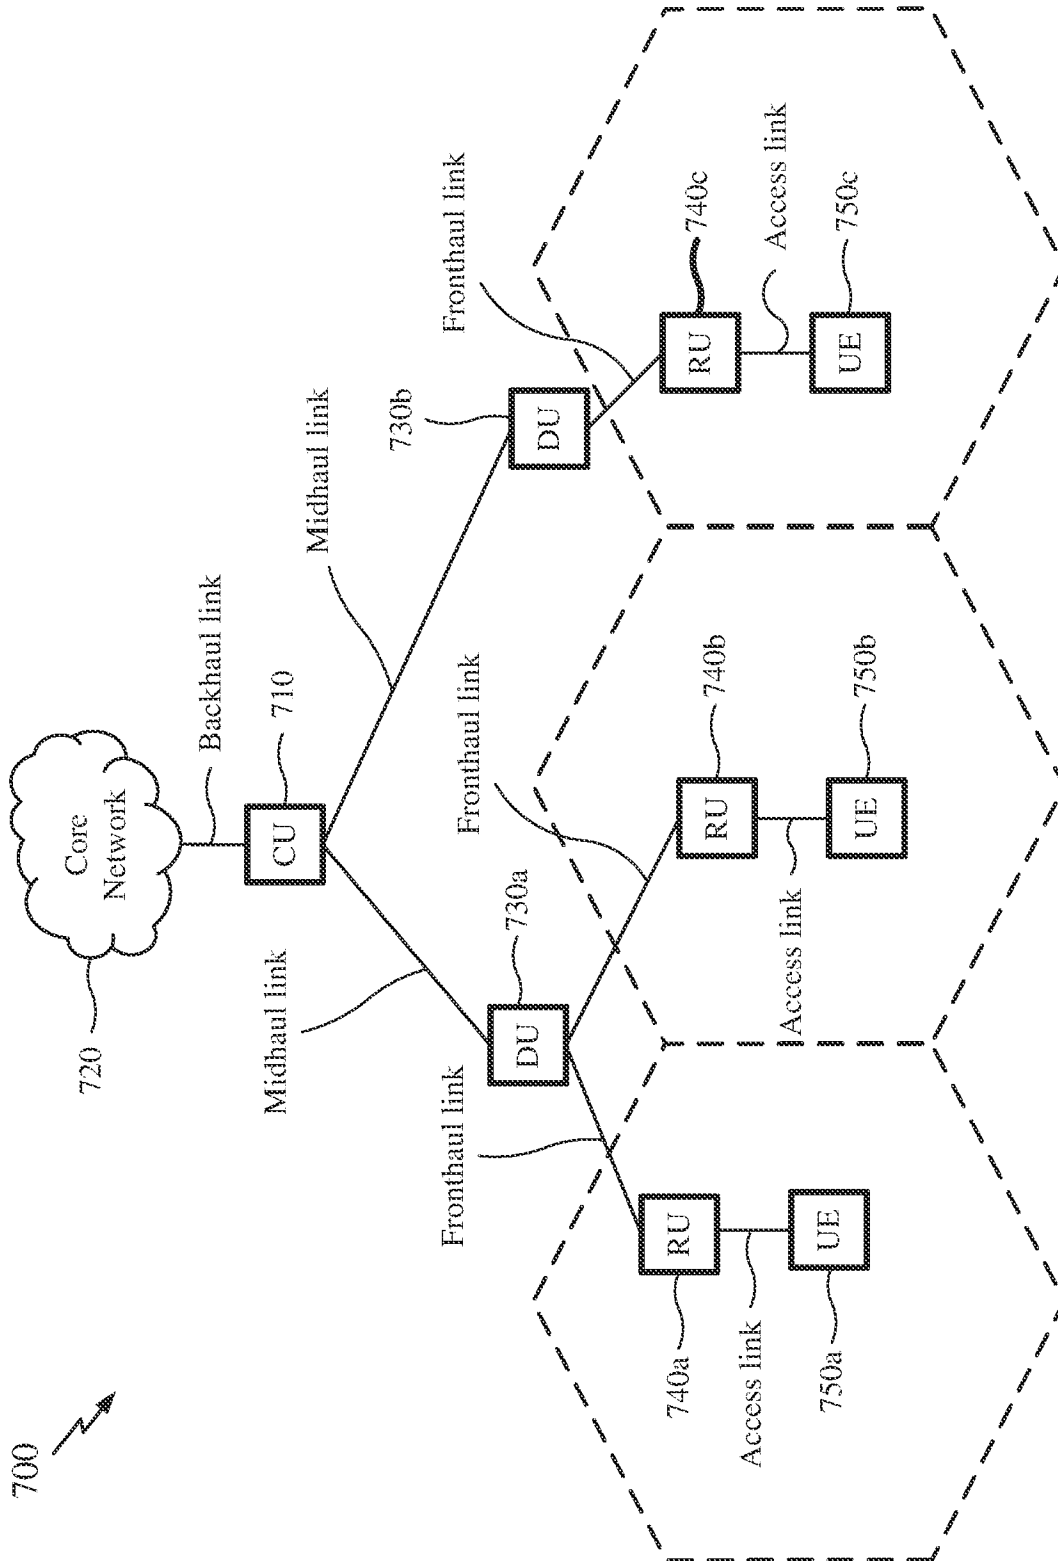 700
720
Core
Network
Backhaul link
CU
710
Midhaul link
Midhaul link
DU
730a
730b
DU
Fronthaul link
Fronthaul link
Fronthaul link
740a
RU
RU
740b
RU
740c
Access link
Access link
Access link
750a
UE
UE
750b
UE
750c